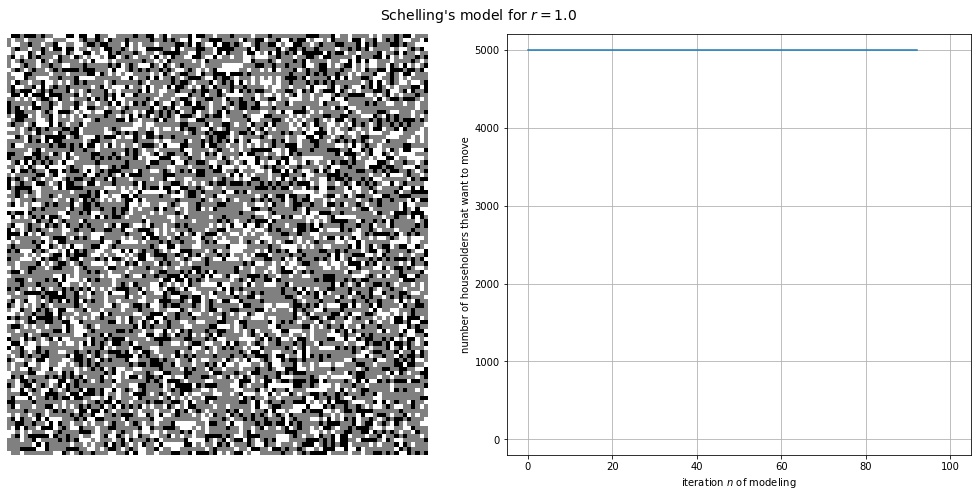 Schelling's model for r = 1.0
5000
4000
3000
2000
1000
0
number of householders that want to move
0 20 40 60 80 100
iteration n of modeling